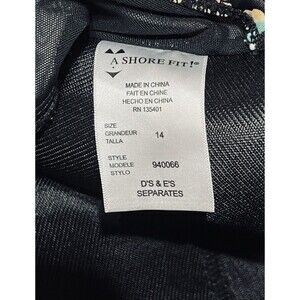 A SHORE FIT!®
MADE IN CHINA
FAIT EN CHINE
HECHO EN CHINA
RN 135401
SIZE
GRANDEUR 14
TALLA
STYLE
MODELE 940066
STYLO
D'S & E'S
SEPARATES